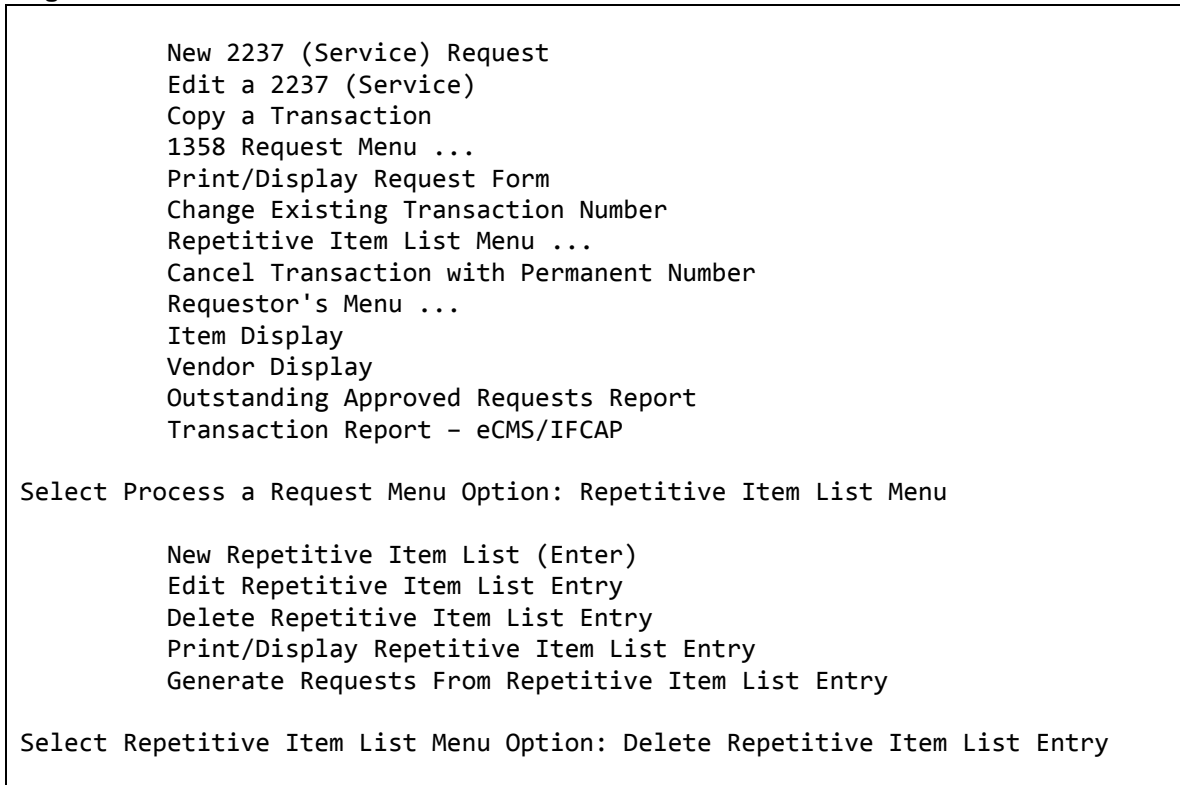 New 2237 (Service) Request
Edit a 2237 (Service)
Copy a Transaction
1358 Request Menu ...
Print/Display Request Form
Change Existing Transaction Number
Repetitive Item List Menu ...
Cancel Transaction with Permanent Number
Requestor's Menu ...
Item Display
Vendor Display
Outstanding Approved Requests Report
Transaction Report – eCMS/IFCAP
Select Process a Request Menu Option: Repetitive Item List Menu
New Repetitive Item List (Enter)
Edit Repetitive Item List Entry
Delete Repetitive Item List Entry
Print/Display Repetitive Item List Entry
Generate Requests From Repetitive Item List Entry
Select Repetitive Item List Menu Option: Delete Repetitive Item List Entry